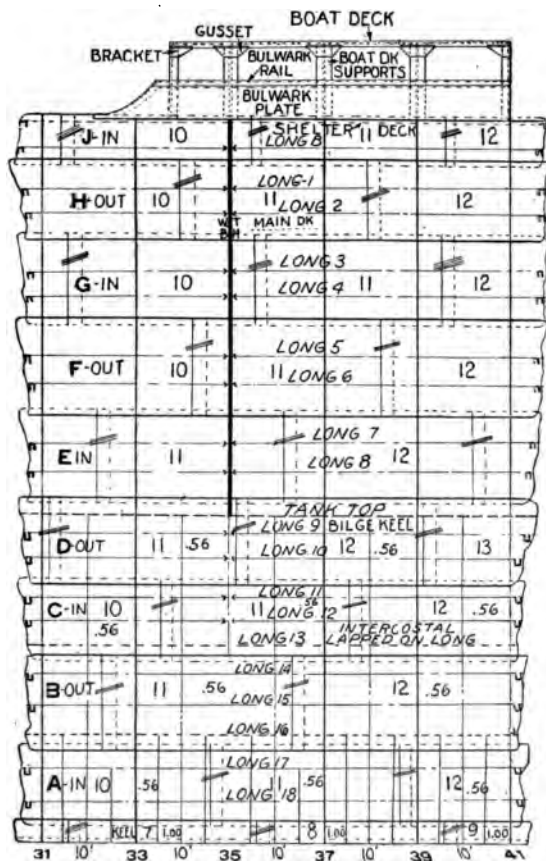 BOAT DECK
GUSSET
BRACKET
BULWARK RAIL
BOAT DK SUPPORTS
BULWARK PLATE
J-IN 10 SHELTER DECK 11 12
LONG 8
LONG-1
H-OUT 10 11 LONG 2 12
W.T. B.H. MAIN DK
LONG 3
G-IN 10 LONG 4 11 12
LONG 5
F-OUT 10 11 LONG 6 12
LONG 7
E IN 11 LONG 8 12
TANK TOP
LONG 9 BILGE KEEL
D-OUT 11 .56 LONG 10 12 .56 13
LONG 11
C-IN 10 11 .56 LONG 12 12 .56
.56 INTERCOSTAL
LONG 13 LAPPED ON LONG
LONG 14
B-OUT 11 .56 LONG 15 12 .56
LONG 16
LONG 17
A-IN 10 .56 11 .56 12 .56
LONG 18
KEEL 7 1.00 8 1.00 9 1.00
31 10' 33 10' 35 10' 37 10' 39 10' 41